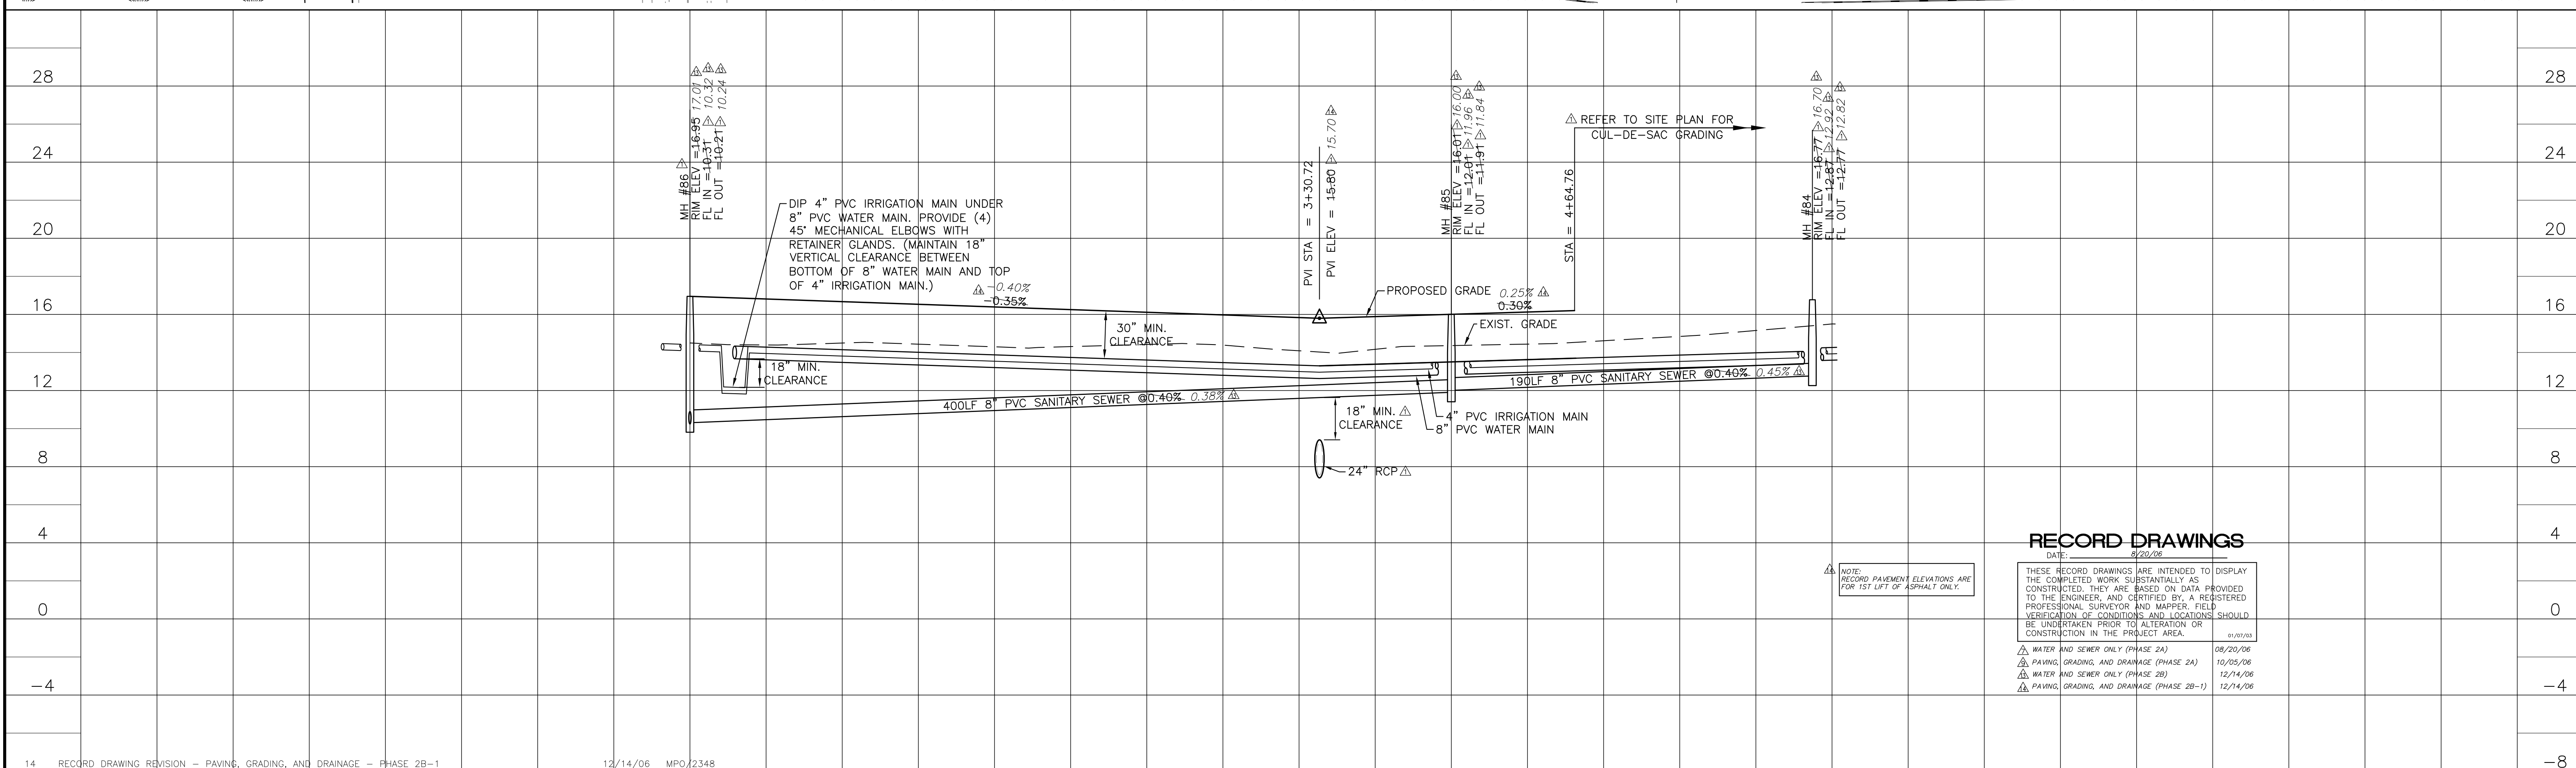 28
24
20
16
12
8
4
0
-4
MH #86
RIM ELEV =16.95 17.01
FL IN =10.31 10.32
FL OUT =10.21 10.24
DIP 4" PVC IRRIGATION MAIN UNDER
8" PVC WATER MAIN. PROVIDE (4)
45° MECHANICAL ELBOWS WITH
RETAINER GLANDS. (MAINTAIN 18"
VERTICAL CLEARANCE BETWEEN
BOTTOM OF 8" WATER MAIN AND TOP
OF 4" IRRIGATION MAIN.)
-0.40%
-0.35%
30" MIN.
CLEARANCE
18" MIN.
CLEARANCE
400LF 8" PVC SANITARY SEWER @0.40% 0.38%
PVI STA = 3+30.72
PVI ELEV = 15.80 15.70
PROPOSED GRADE
0.25%
0.30%
EXIST. GRADE
MH #85
RIM ELEV =16.01 16.00
FL IN =12.01 11.96
FL OUT =11.91 11.84
STA = 4+64.76
REFER TO SITE PLAN FOR
CUL-DE-SAC GRADING
190LF 8" PVC SANITARY SEWER @0.40% 0.45%
18" MIN.
CLEARANCE
4" PVC IRRIGATION MAIN
8" PVC WATER MAIN
24" RCP
MH #84
RIM ELEV =16.77 16.70
FL IN =12.87 12.92
FL OUT =12.77 12.82
NOTE:
RECORD PAVEMENT ELEVATIONS ARE
FOR 1ST LIFT OF ASPHALT ONLY.
RECORD DRAWINGS
DATE: 8/20/06
THESE RECORD DRAWINGS ARE INTENDED TO DISPLAY
THE COMPLETED WORK SUBSTANTIALLY AS
CONSTRUCTED. THEY ARE BASED ON DATA PROVIDED
TO THE ENGINEER, AND CERTIFIED BY, A REGISTERED
PROFESSIONAL SURVEYOR AND MAPPER. FIELD
VERIFICATION OF CONDITIONS AND LOCATIONS SHOULD
BE UNDERTAKEN PRIOR TO ALTERATION OR
CONSTRUCTION IN THE PROJECT AREA.
01/07/03
7 WATER AND SEWER ONLY (PHASE 2A) 08/20/06
9 PAVING, GRADING, AND DRAINAGE (PHASE 2A) 10/05/06
13 WATER AND SEWER ONLY (PHASE 2B) 12/14/06
14 PAVING, GRADING, AND DRAINAGE (PHASE 2B-1) 12/14/06
28
24
20
16
12
8
4
0
-4
-8
14 RECORD DRAWING REVISION - PAVING, GRADING, AND DRAINAGE - PHASE 2B-1 12/14/06 MPO/2348